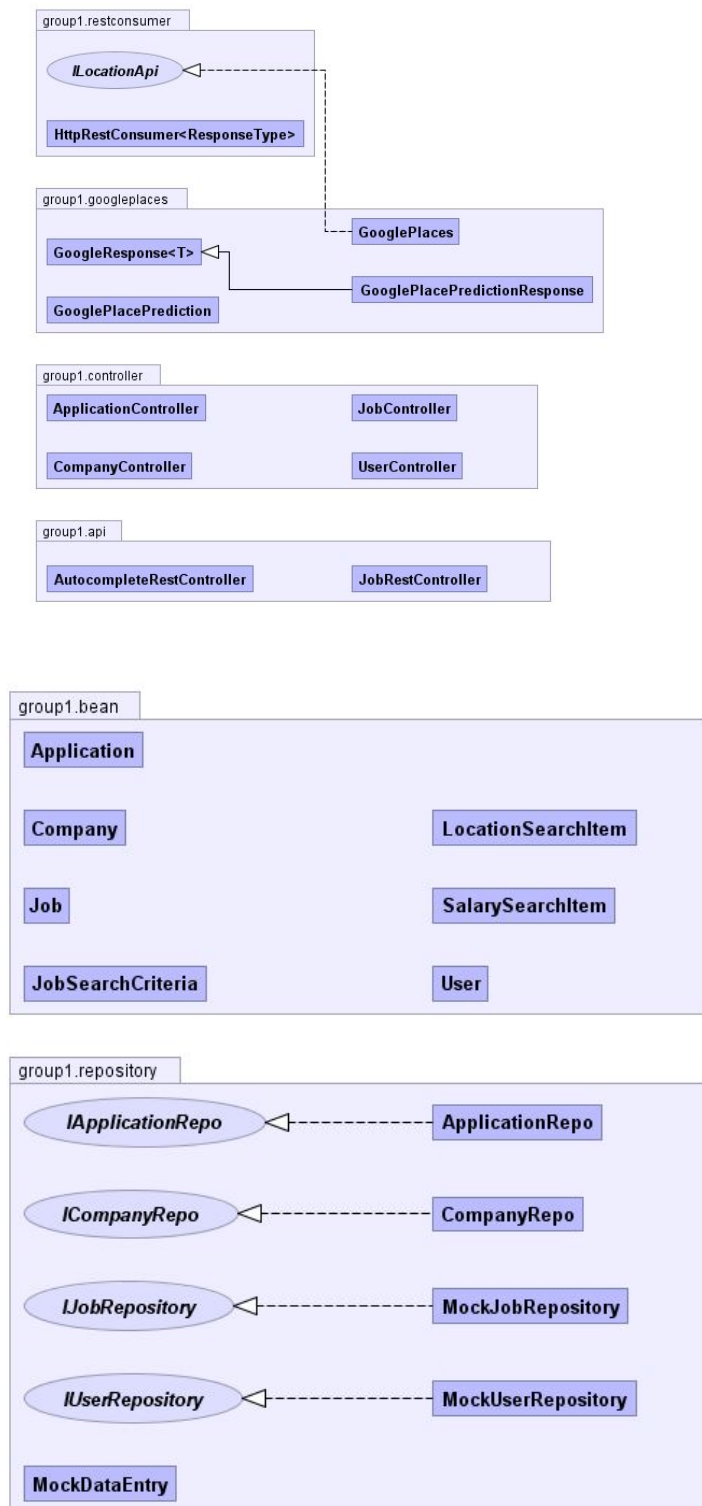 group1.restconsumer
ILocationApi
HttpRestConsumer<ResponseType>
group1.googleplaces
GooglePlaces
GoogleResponse<T>
GooglePlacePredictionResponse
GooglePlacePrediction
group1.controller
ApplicationController JobController
CompanyController UserController
group1.api
AutocompleteRestController JobRestController
group1.bean
Application
Company LocationSearchItem
Job SalarySearchItem
JobSearchCriteria User
group1.repository
IApplicationRepo ApplicationRepo
ICompanyRepo CompanyRepo
IJobRepository MockJobRepository
IUserRepository MockUserRepository
MockDataEntry